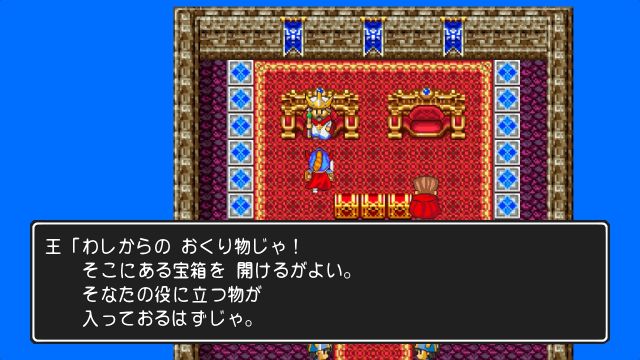 王「わしからの おくり物じゃ！
そこにある宝箱を 開けるがよい。
そなたの役に立つ物が
入っておるはずじゃ。